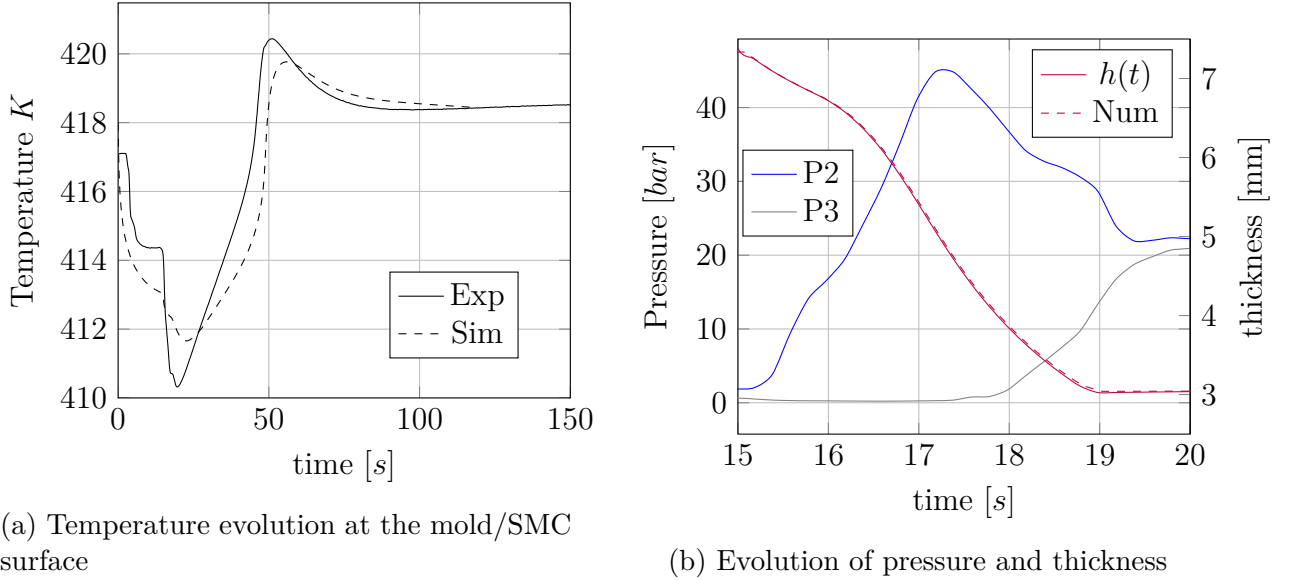 420
418
416
414
412
410
0
50
100
150
Temperature K
time [s]
Exp
Sim
(a) Temperature evolution at the mold/SMC
surface
40
30
20
10
0
Pressure [bar]
7
6
5
4
3
thickness [mm]
15
16
17
18
19
20
time [s]
h(t)
Num
P2
P3
(b) Evolution of pressure and thickness